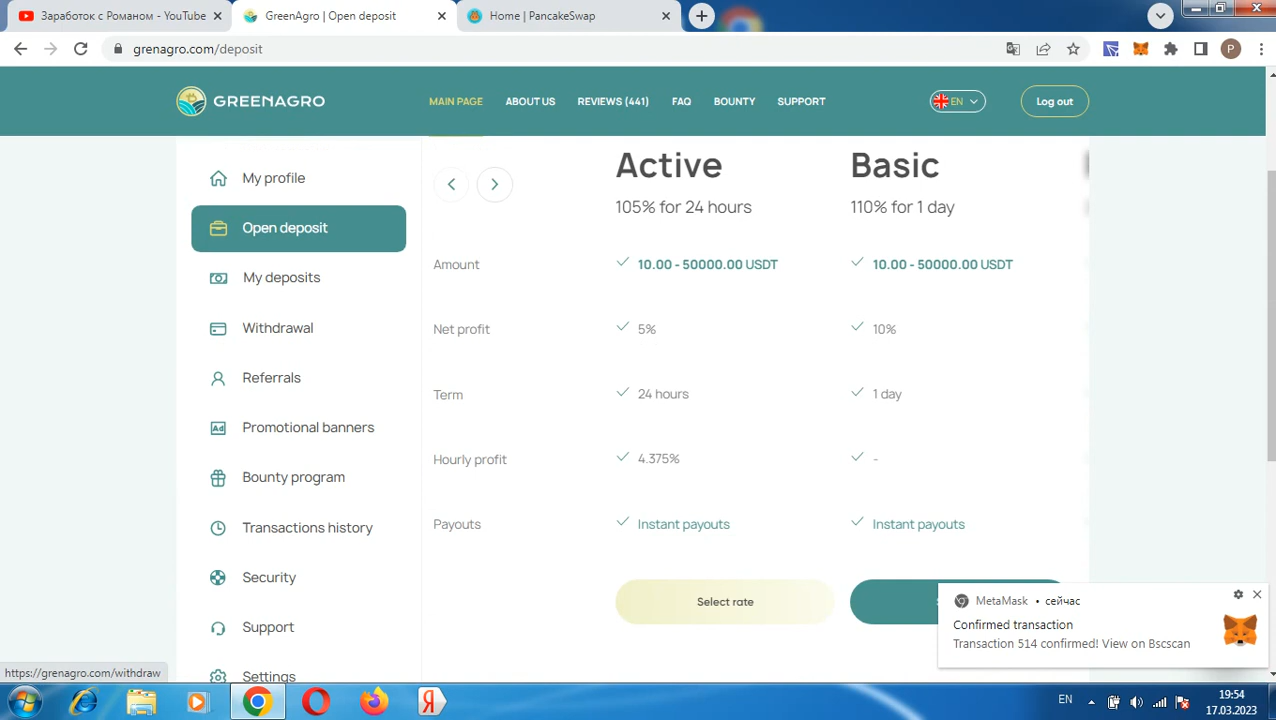 Заработок с Романом - YouTube
GreenAgro | Open deposit
Home | PancakeSwap
grenagro.com/deposit
P
GREENAGRO
MAIN PAGE
ABOUT US
REVIEWS (441)
FAQ
BOUNTY
SUPPORT
EN
Log out
My profile
Open deposit
My deposits
Withdrawal
Referrals
Ad
Promotional banners
Bounty program
Transactions history
Security
Support
Settings
Active
Basic
105% for 24 hours
110% for 1 day
Amount
10.00 - 50000.00 USDT
10.00 - 50000.00 USDT
Net profit
5%
10%
Term
24 hours
1 day
Hourly profit
4.375%
-
Payouts
Instant payouts
Instant payouts
Select rate
MetaMask • сейчас
Confirmed transaction
Transaction 514 confirmed! View on Bscscan
https://grenagro.com/withdraw
EN
19:54
17.03.2023